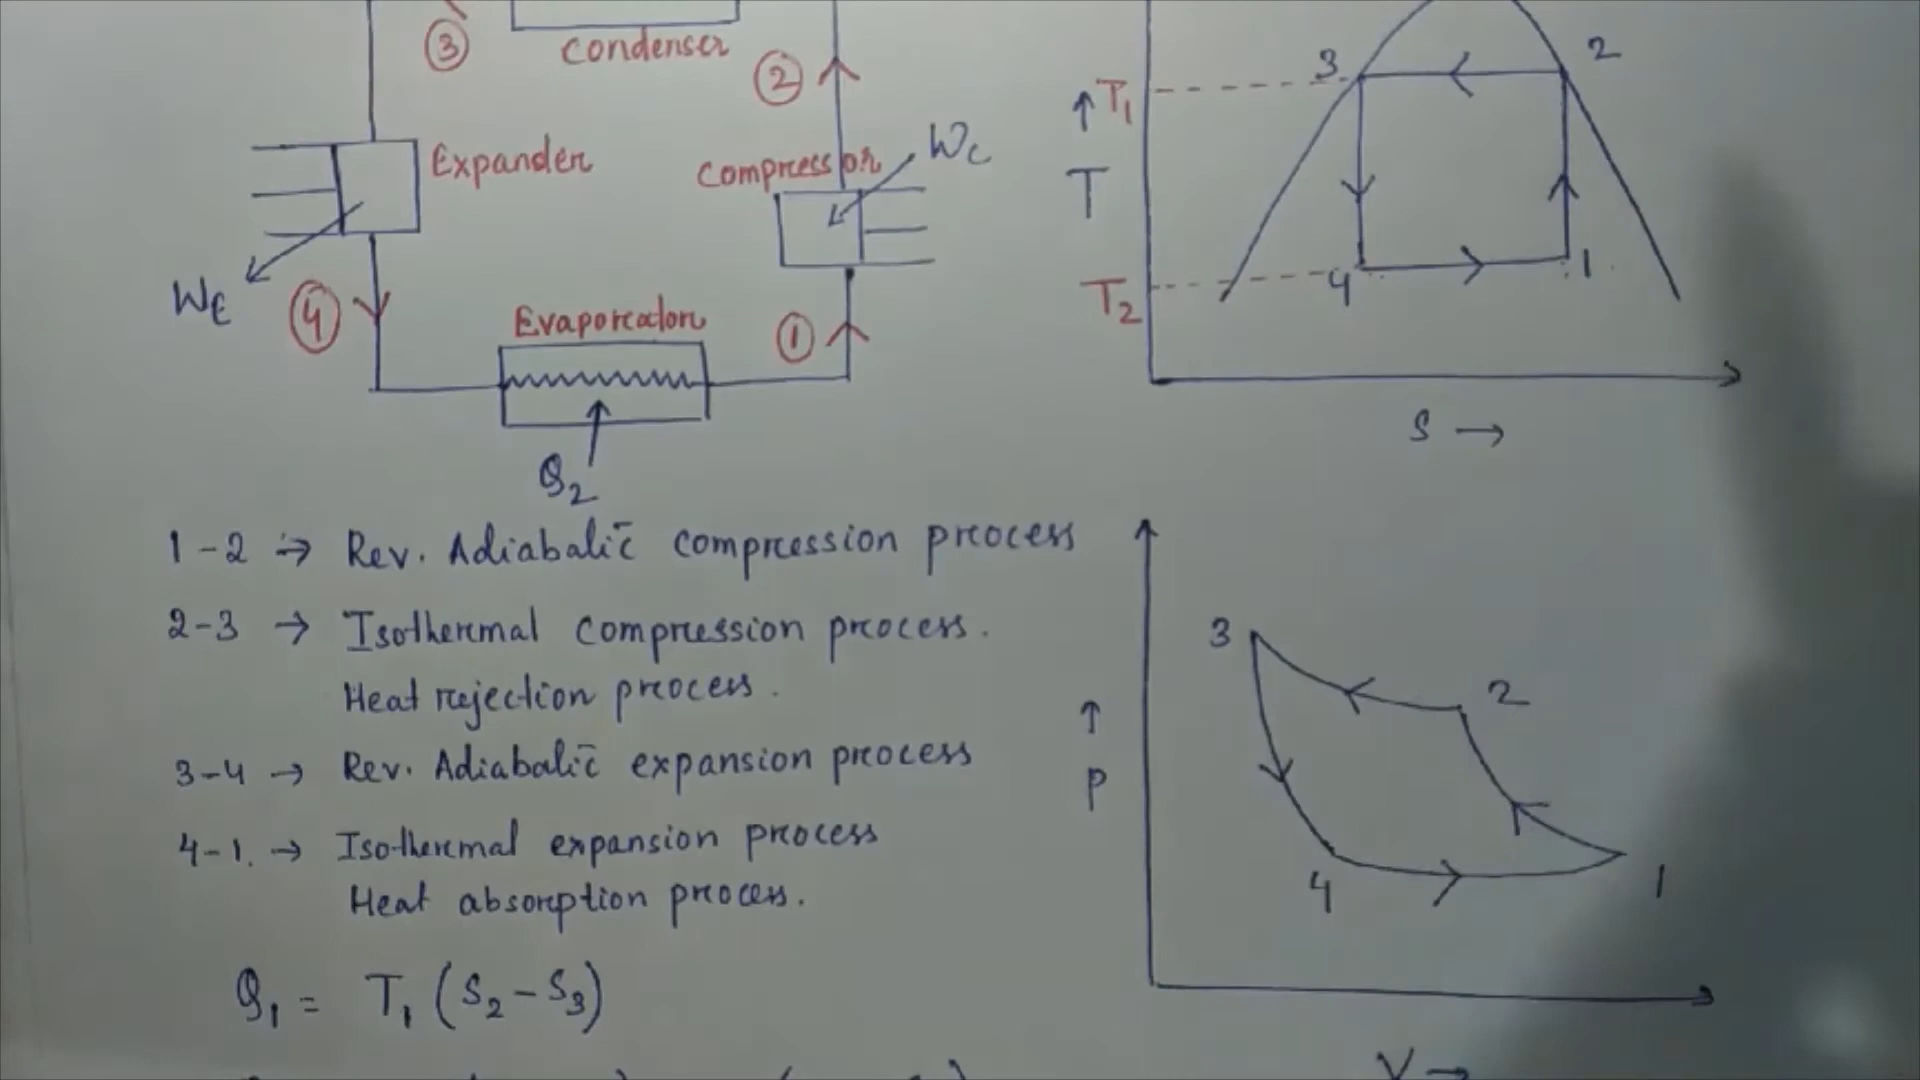 ③ Condenser
②
Expander
Compressor
Wc
WE
④
Evaporator
①
Q2
3
2
↑ T1
T
4
1
T2
S →
1-2 → Rev. Adiabatic compression process
2-3 → Isothermal compression process.
Heat rejection process.
3-4 → Rev. Adiabatic expansion process
4-1. → Isothermal expansion process
Heat absorption process.
Q1 = T1 (S2-S3)
3
2
↑
P
4
1
V →